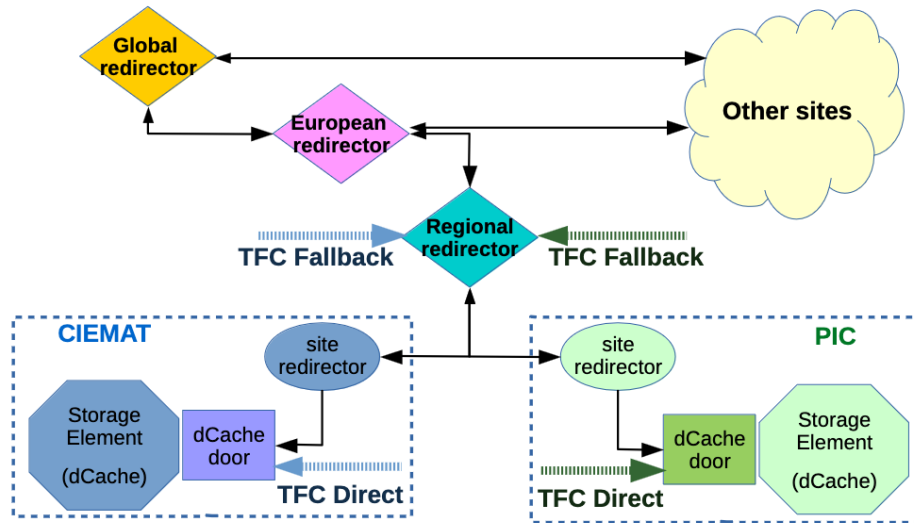 Global
redirector
European
redirector
Other sites
Regional
redirector
TFC Fallback
TFC Fallback
CIEMAT
site
redirector
Storage
Element
(dCache)
dCache
door
TFC Direct
PIC
site
redirector
dCache
door
Storage
Element
(dCache)
TFC Direct